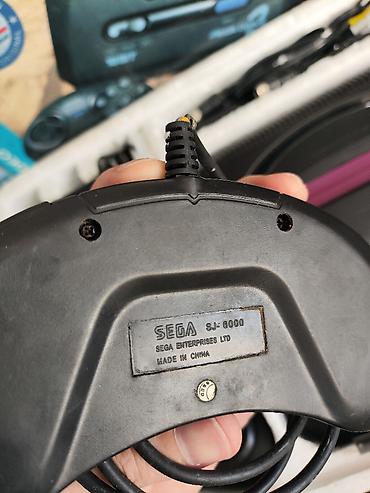 SEGA SJ-6000
SEGA ENTERPRISES LTD
MADE IN CHINA